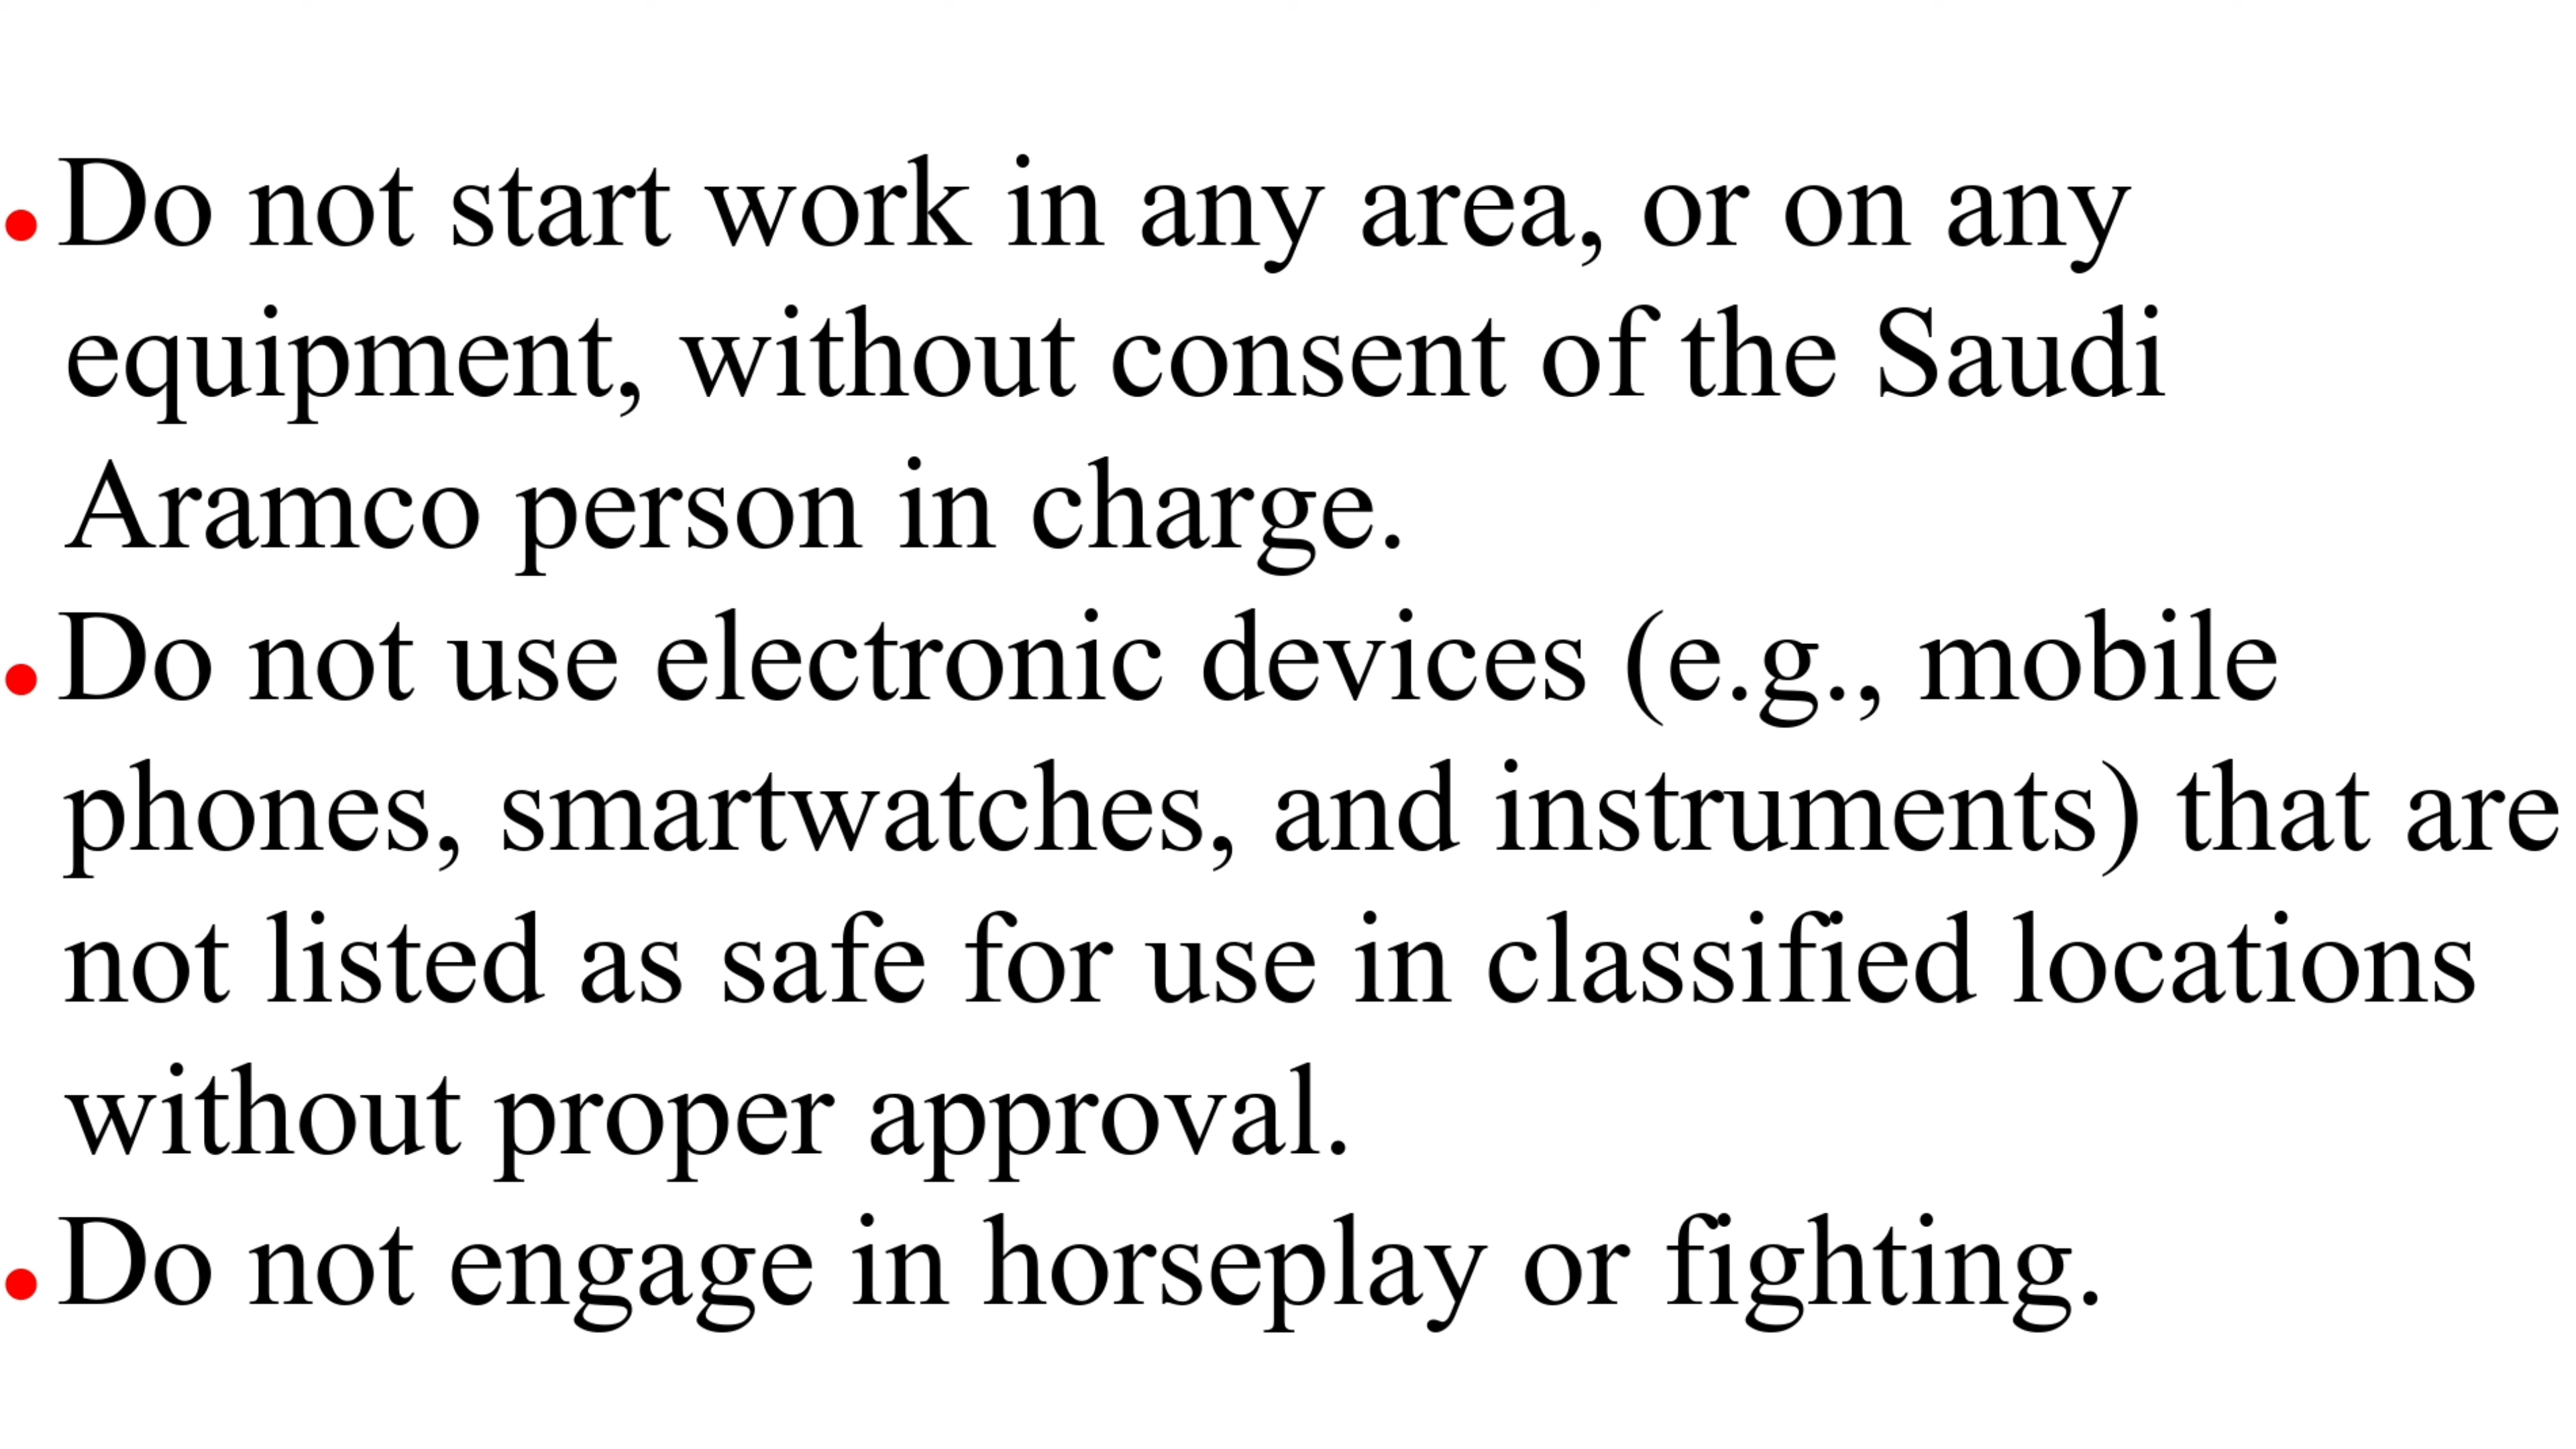 • Do not start work in any area, or on any
equipment, without consent of the Saudi
Aramco person in charge.
• Do not use electronic devices (e.g., mobile
phones, smartwatches, and instruments) that are
not listed as safe for use in classified locations
without proper approval.
• Do not engage in horseplay or fighting.